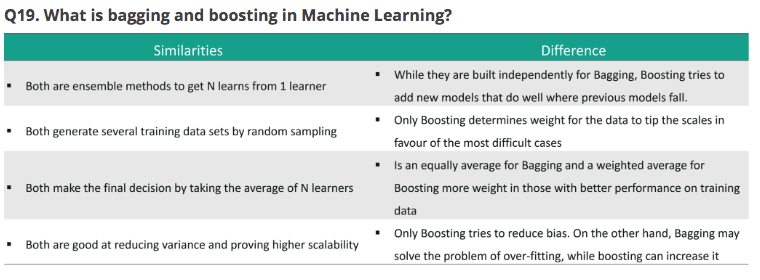 Q19. What is bagging and boosting in Machine Learning?
Similarities
Difference
▪ Both are ensemble methods to get N learns from 1 learner
▪ While they are built independently for Bagging, Boosting tries to
add new models that do well where previous models fall.
▪ Both generate several training data sets by random sampling
▪ Only Boosting determines weight for the data to tip the scales in
favour of the most difficult cases
▪ Both make the final decision by taking the average of N learners
▪ Is an equally average for Bagging and a weighted average for
Boosting more weight in those with better performance on training
data
▪ Both are good at reducing variance and proving higher scalability
▪ Only Boosting tries to reduce bias. On the other hand, Bagging may
solve the problem of over-fitting, while boosting can increase it